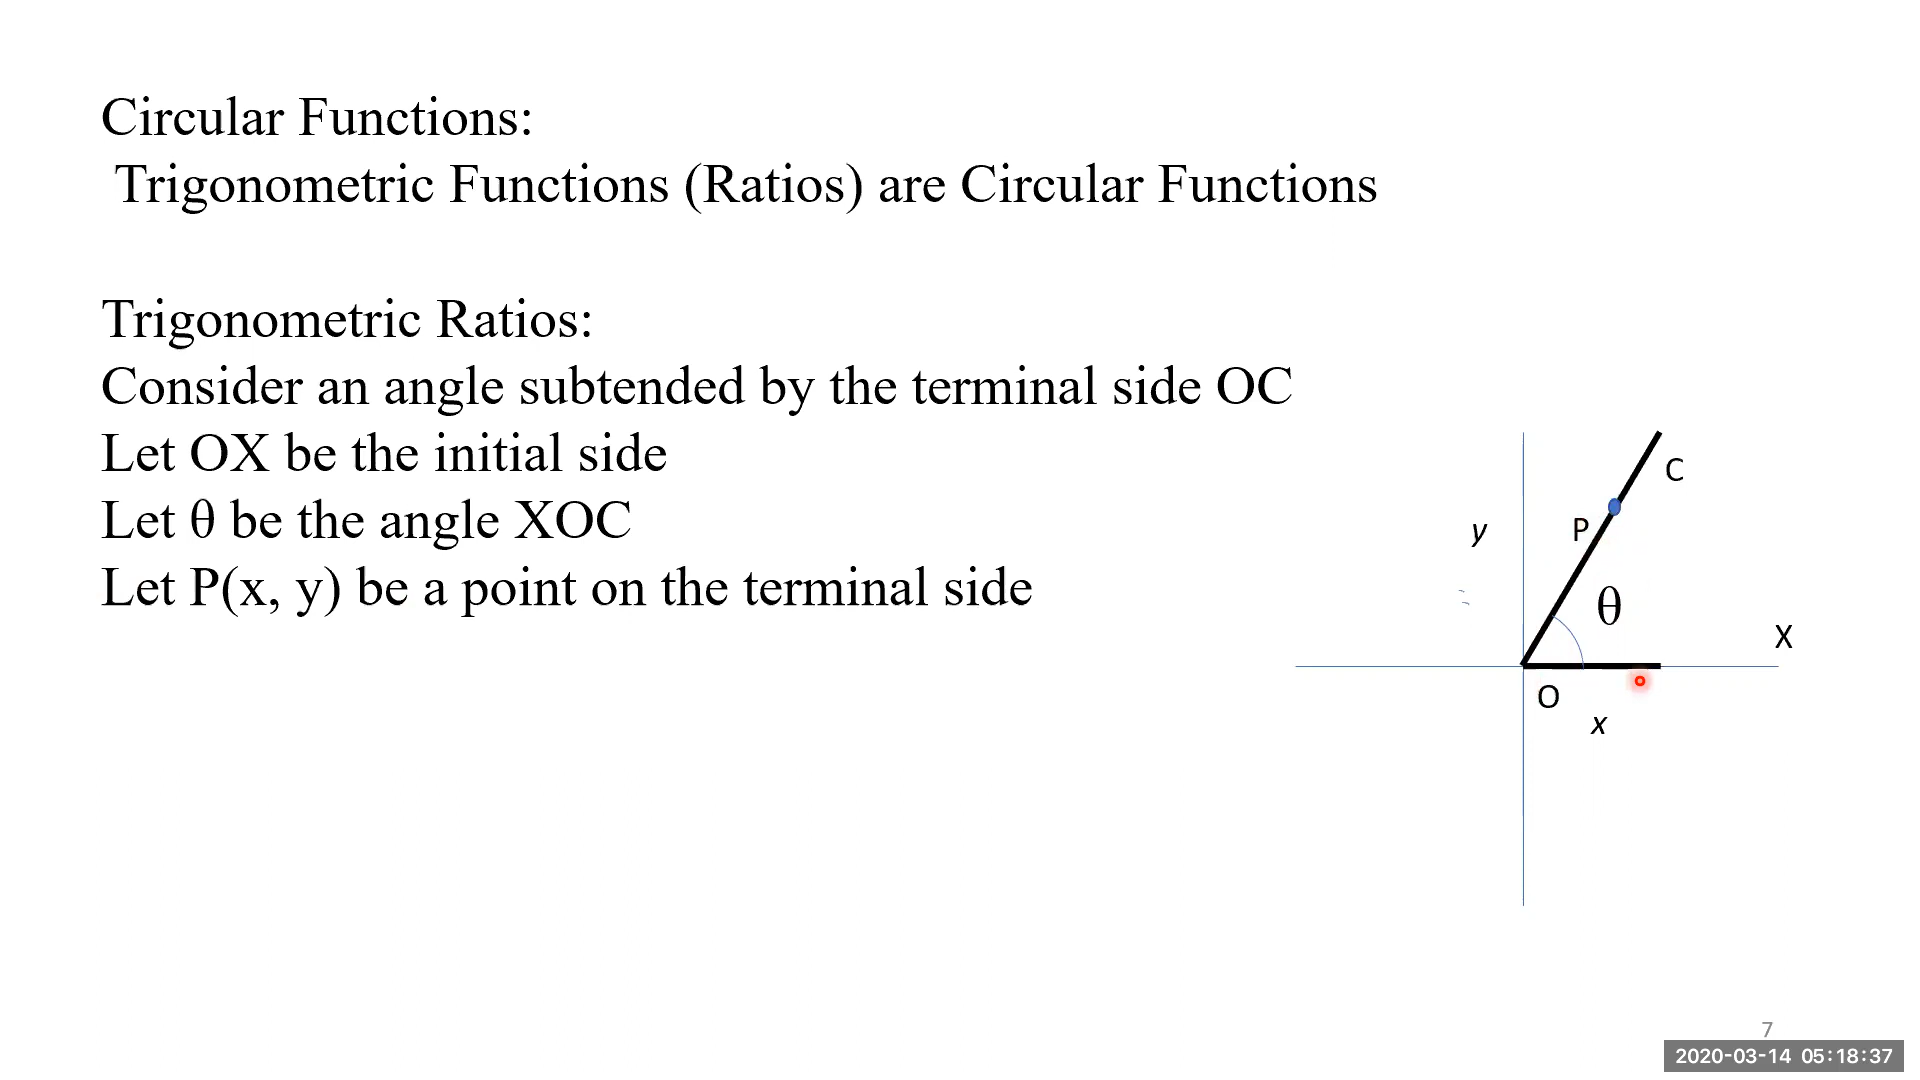 Circular Functions:
Trigonometric Functions (Ratios) are Circular Functions
Trigonometric Ratios:
Consider an angle subtended by the terminal side OC
Let OX be the initial side
Let θ be the angle XOC
Let P(x, y) be a point on the terminal side
C
y
P
θ
X
O
x
7
2020-03-14 05:18:37